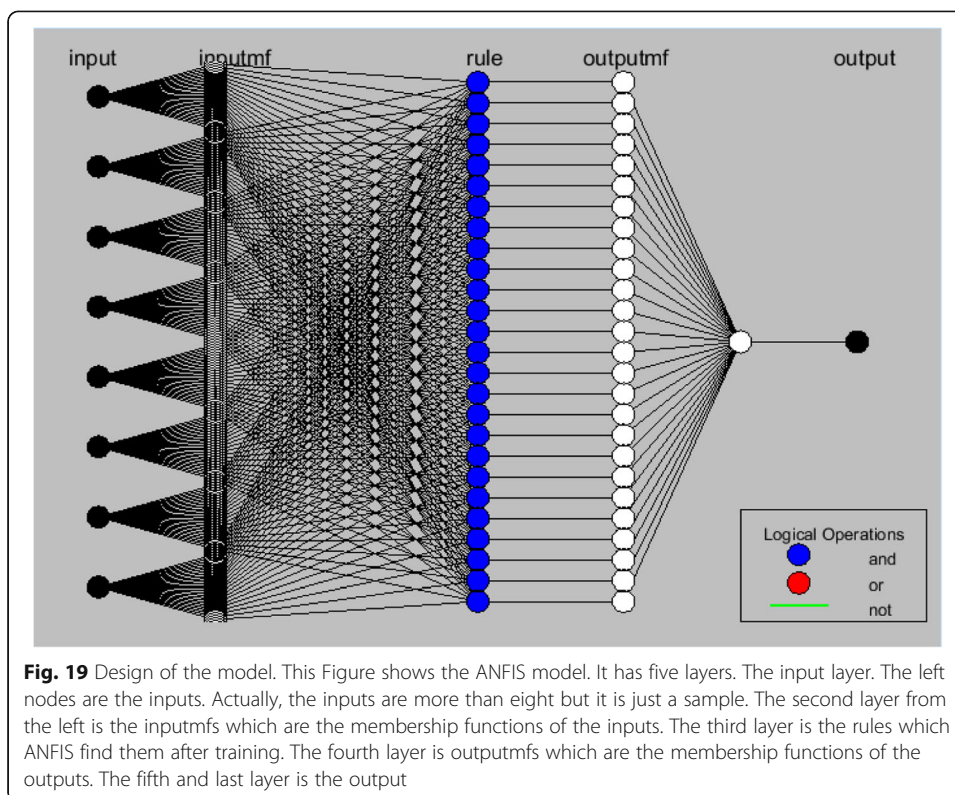 input inputmf rule outputmf output
Logical Operations
and
or
not
Fig. 19 Design of the model. This Figure shows the ANFIS model. It has five layers. The input layer. The left
nodes are the inputs. Actually, the inputs are more than eight but it is just a sample. The second layer from
the left is the inputmfs which are the membership functions of the inputs. The third layer is the rules which
ANFIS find them after training. The fourth layer is outputmfs which are the membership functions of the
outputs. The fifth and last layer is the output